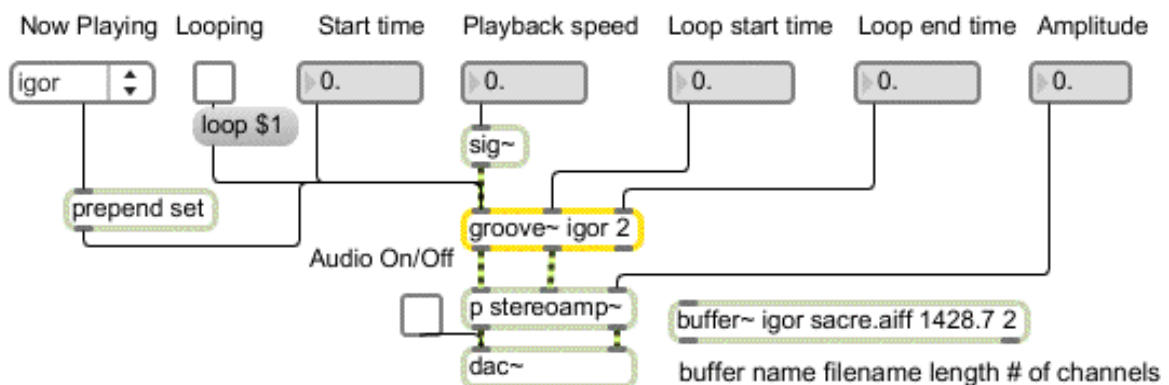 Now Playing Looping Start time Playback speed Loop start time Loop end time Amplitude
igor 0. 0. 0. 0. 0.
loop $1
sig~
prepend set
groove~ igor 2
Audio On/Off
p stereoamp~
buffer~ igor sacre.aiff 1428.7 2
dac~
buffer name filename length # of channels